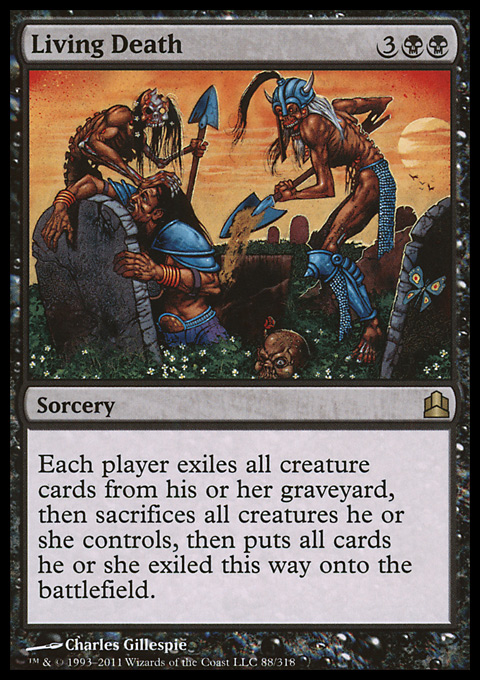 Living Death 3
Sorcery
Each player exiles all creature
cards from his or her graveyard,
then sacrifices all creatures he or
she controls, then puts all cards
he or she exiled this way onto the
battlefield.
Charles Gillespie
™ & © 1993–2011 Wizards of the Coast LLC 88/318